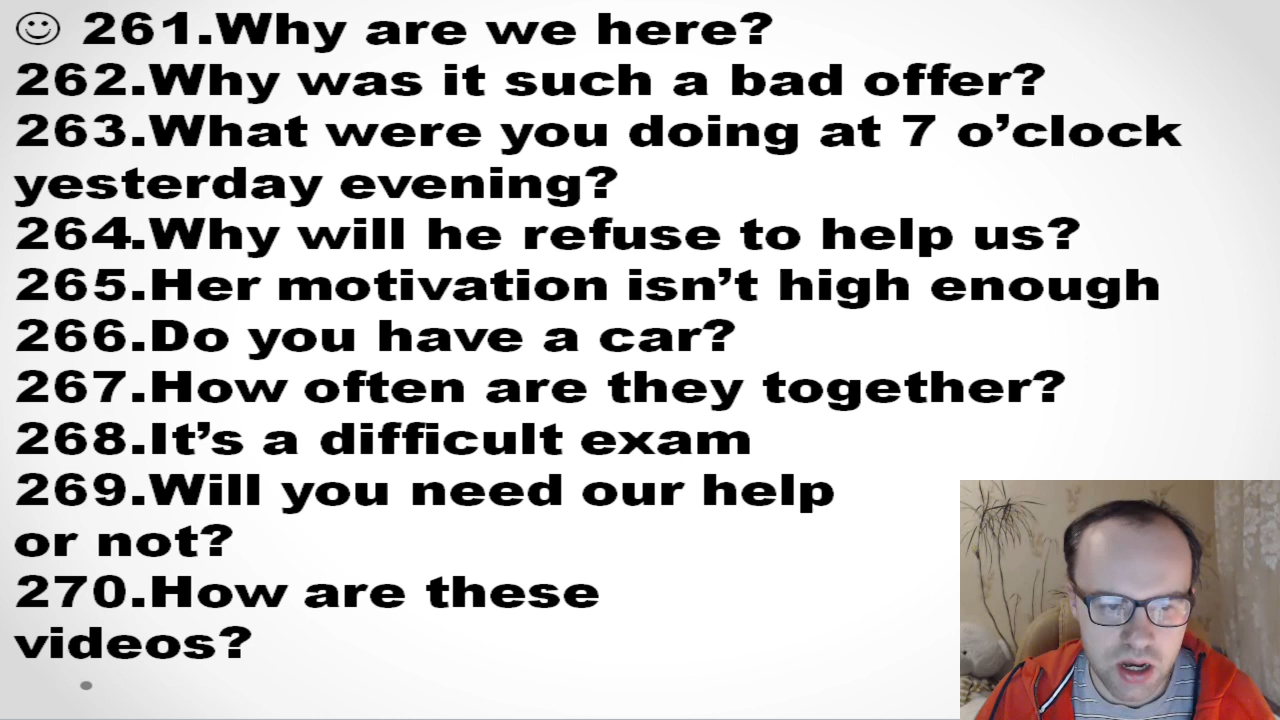 ☺ 261.Why are we here?
262.Why was it such a bad offer?
263.What were you doing at 7 o’clock
yesterday evening?
264.Why will he refuse to help us?
265.Her motivation isn’t high enough
266.Do you have a car?
267.How often are they together?
268.It’s a difficult exam
269.Will you need our help
or not?
270.How are these
videos?